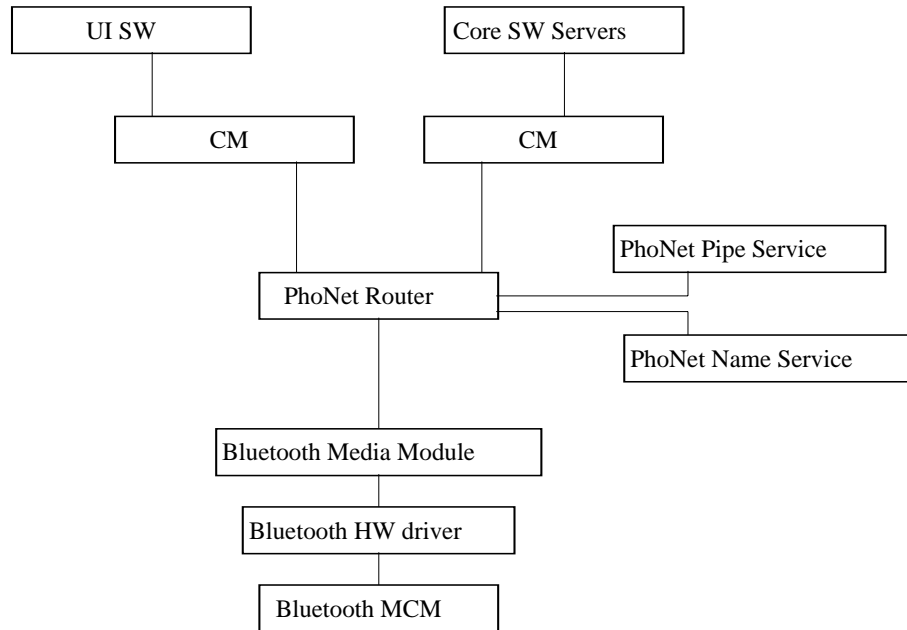 UI SW
Core SW Servers
CM
CM
PhoNet Pipe Service
PhoNet Router
PhoNet Name Service
Bluetooth Media Module
Bluetooth HW driver
Bluetooth MCM